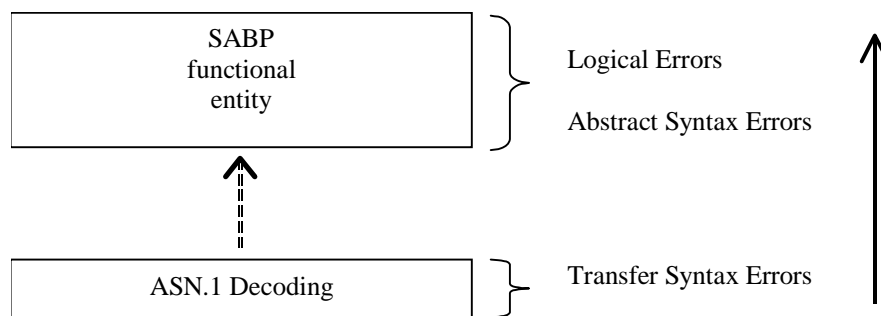 SABP
functional
entity
Logical Errors
Abstract Syntax Errors
ASN.1 Decoding
Transfer Syntax Errors